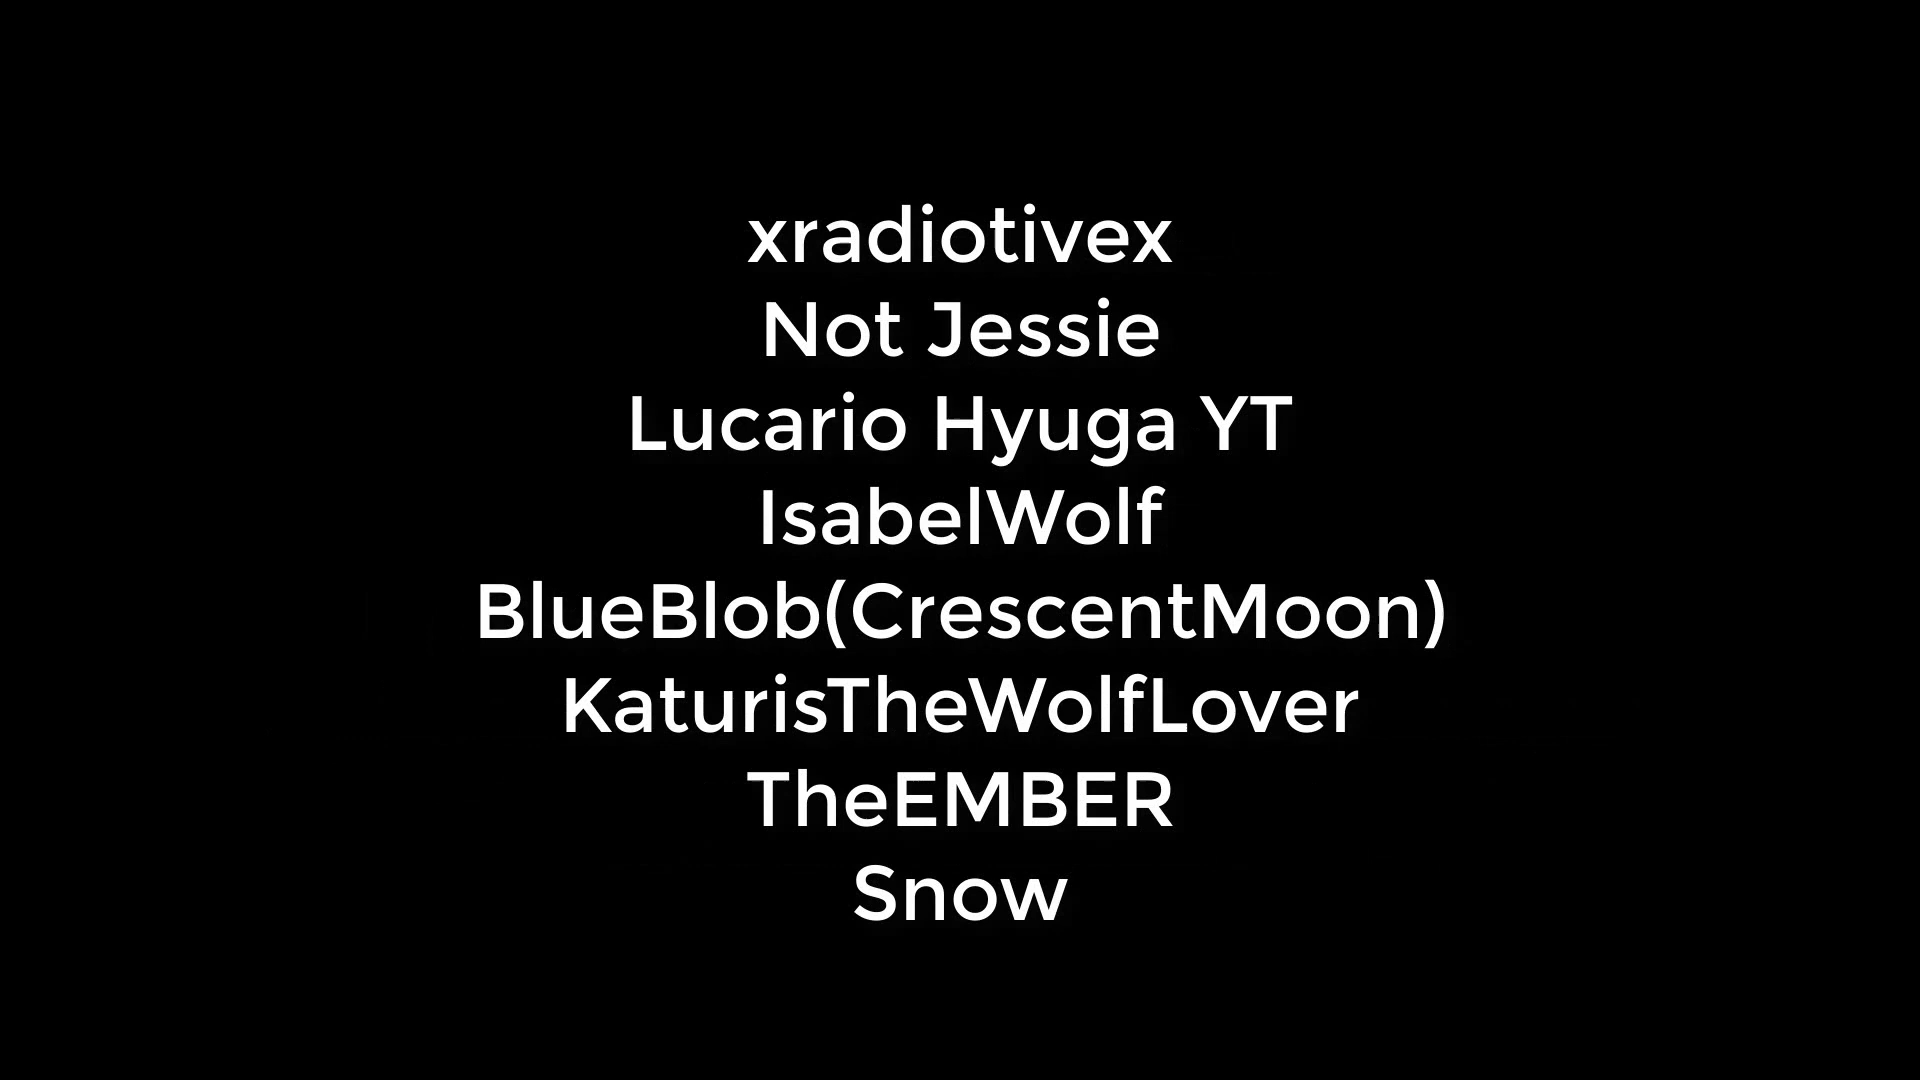 xradiotivex
Not Jessie
Lucario Hyuga YT
IsabelWolf
BlueBlob(CrescentMoon)
KaturisTheWolfLover
TheEMBER
Snow